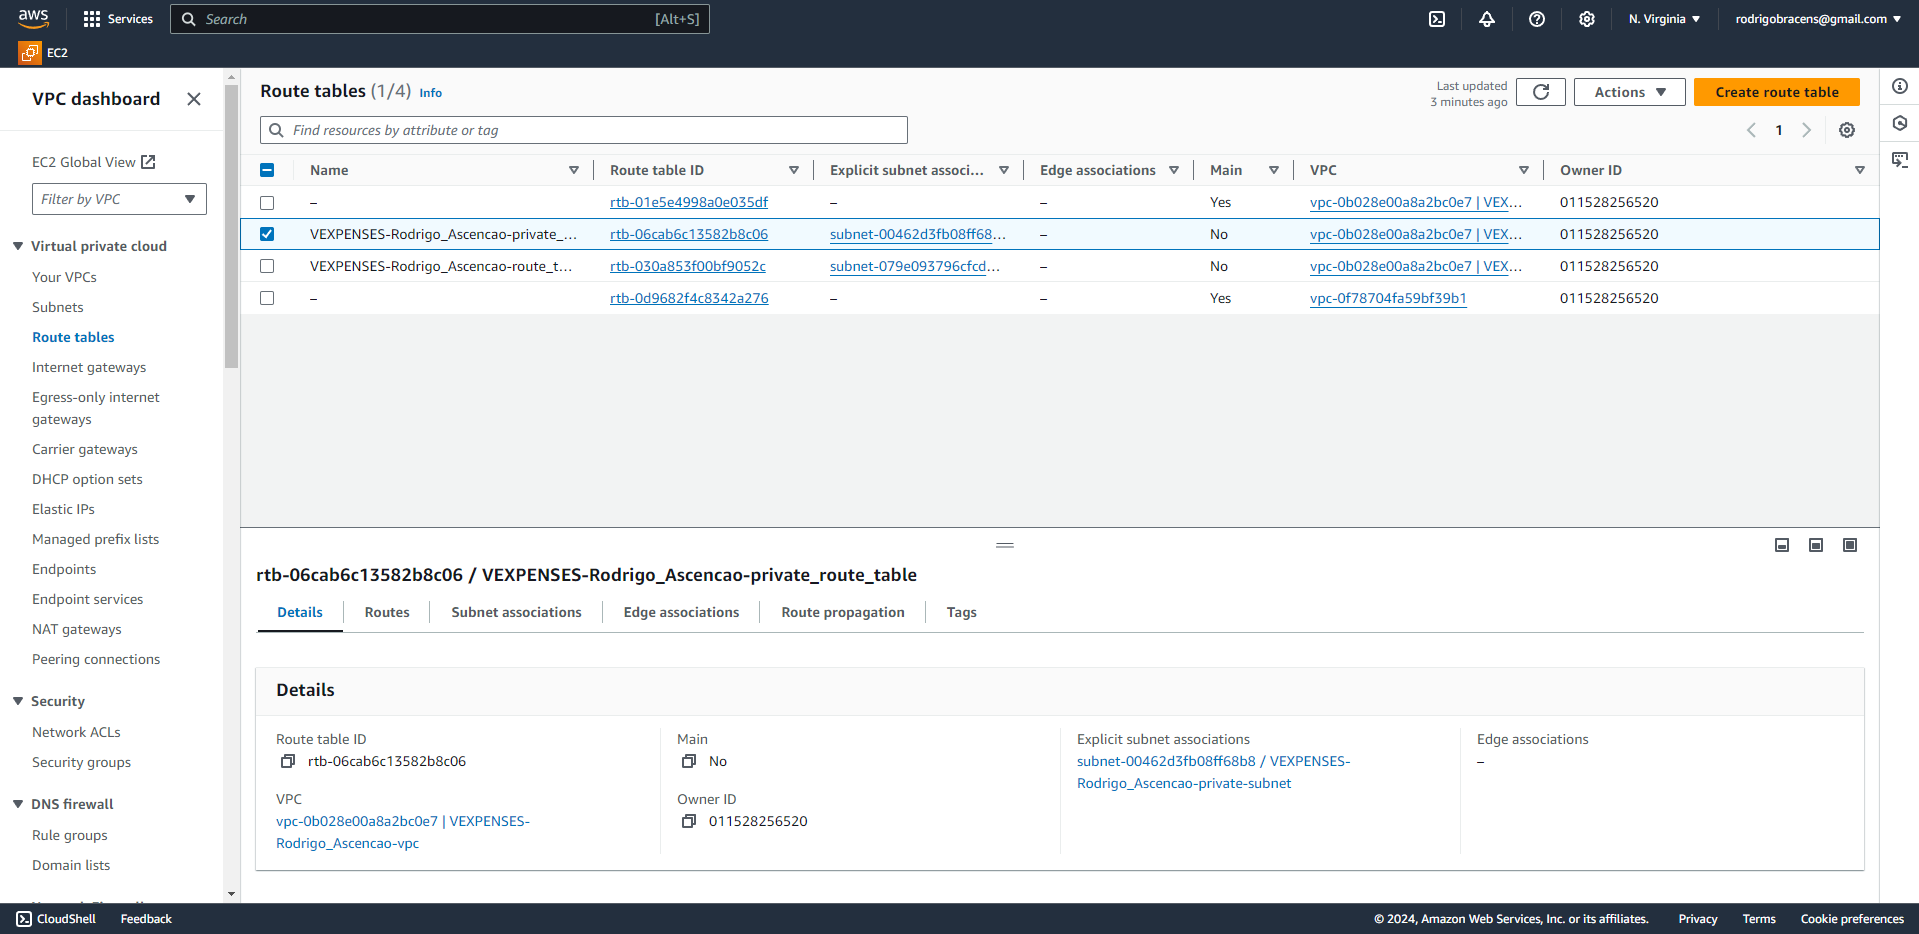 aws
Services
Search
[Alt+S]
N. Virginia
rodrigobracens@gmail.com
EC2
VPC dashboard
EC2 Global View
Filter by VPC
Virtual private cloud
Your VPCs
Subnets
Route tables
Internet gateways
Egress-only internet
gateways
Carrier gateways
DHCP option sets
Elastic IPs
Managed prefix lists
Endpoints
Endpoint services
NAT gateways
Peering connections
Security
Network ACLs
Security groups
DNS firewall
Rule groups
Domain lists
Route tables (1/4) Info
Last updated
3 minutes ago
Actions
Create route table
Find resources by attribute or tag
1
Name Route table ID Explicit subnet associ... Edge associations Main VPC Owner ID
– rtb-01e5e4998a0e035df – – Yes vpc-0b028e00a8a2bc0e7 | VEX... 011528256520
VEXPENSES-Rodrigo_Ascencao-private_... rtb-06cab6c13582b8c06 subnet-00462d3fb08ff68... – No vpc-0b028e00a8a2bc0e7 | VEX... 011528256520
VEXPENSES-Rodrigo_Ascencao-route_t... rtb-030a853f00bf9052c subnet-079e093796cfcd... – No vpc-0b028e00a8a2bc0e7 | VEX... 011528256520
– rtb-0d9682f4c8342a276 – – Yes vpc-0f78704fa59bf39b1 011528256520
rtb-06cab6c13582b8c06 / VEXPENSES-Rodrigo_Ascencao-private_route_table
Details Routes Subnet associations Edge associations Route propagation Tags
Details
Route table ID
rtb-06cab6c13582b8c06
VPC
vpc-0b028e00a8a2bc0e7 | VEXPENSES-
Rodrigo_Ascencao-vpc
Main
No
Owner ID
011528256520
Explicit subnet associations
subnet-00462d3fb08ff68b8 / VEXPENSES-
Rodrigo_Ascencao-private-subnet
Edge associations
–
CloudShell Feedback
© 2024, Amazon Web Services, Inc. or its affiliates. Privacy Terms Cookie preferences